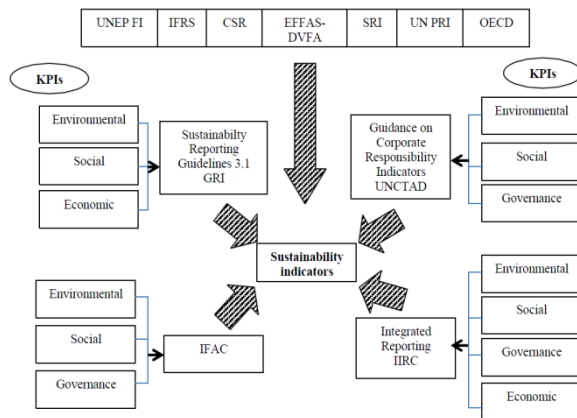 UNEP FI IFRS CSR EFFAS- SRI UN PRI OECD
DVFA
KPIs
KPIs
Environmental
Social
Economic
Sustainabilty
Reporting
Guidelines 3.1
GRI
Guidance on
Corporate
Responsibility
Indicators
UNCTAD
Environmental
Social
Governance
Sustainability
indicators
Environmental
Social
Governance
IFAC
Integrated
Reporting
IIRC
Environmental
Social
Governance
Economic